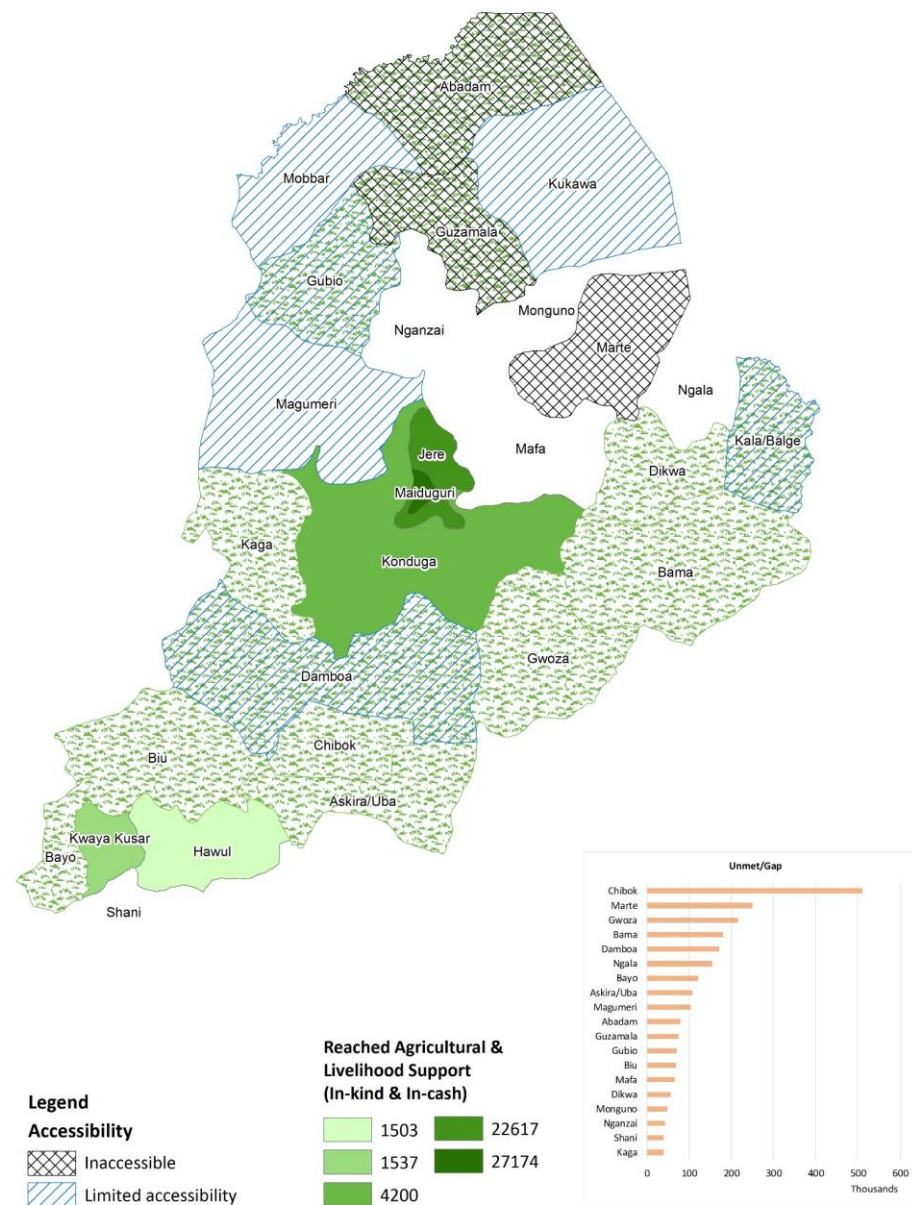 Abadam
Mobbar
Kukawa
Guzamala
Gubio
Monguno
Nganzai
Marte
Ngala
Magumeri
Kala/Balge
Jere
Mafa
Dikwa
Maiduguri
Kaga
Konduga
Bama
Gwoza
Damboa
Chibok
Biu
Askira/Uba
Kwaya Kusar
Hawul
Bayo
Shani
Unmet/Gap
Chibok
Marte
Gwoza
Bama
Damboa
Ngala
Bayo
Askira/Uba
Magumeri
Abadam
Guzamala
Gubio
Biu
Mafa
Dikwa
Monguno
Nganzai
Shani
Kaga
0 100 200 300 400 500 600
Thousands
Legend
Accessibility
Inaccessible
Limited accessibility
Reached Agricultural &
Livelihood Support
(In-kind & In-cash)
1503
1537
4200
22617
27174